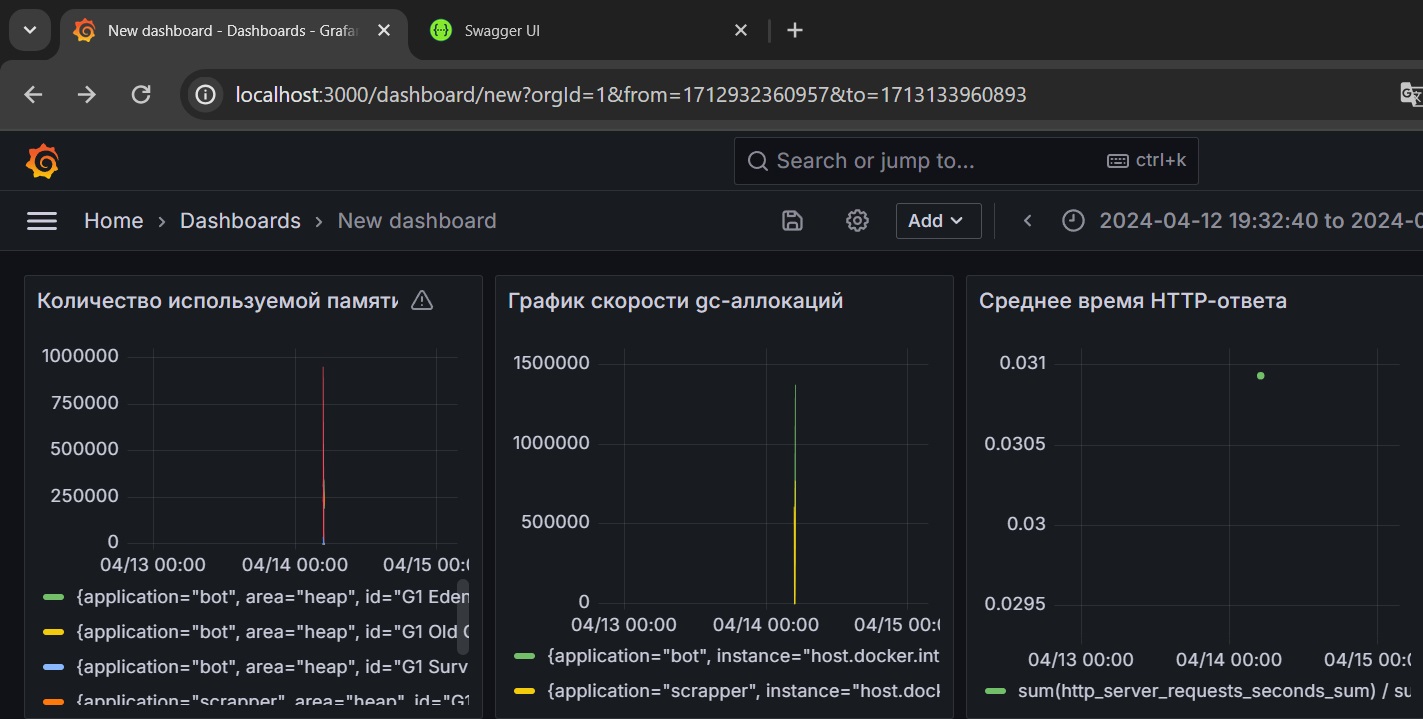 New dashboard - Dashboards - Grafa
Swagger UI
localhost:3000/dashboard/new?orgId=1&from=1712932360957&to=1713133960893
Search or jump to...
ctrl+k
Home › Dashboards › New dashboard
Add
2024-04-12 19:32:40 to 2024-0
Количество используемой памяти
1000000
750000
500000
250000
0
04/13 00:00 04/14 00:00 04/15 00:
{application="bot", area="heap", id="G1 Eden
{application="bot", area="heap", id="G1 Old
{application="bot", area="heap", id="G1 Surv
{application="scrapper", area="heap", id="G1
График скорости gc-аллокаций
1500000
1000000
500000
0
04/13 00:00 04/14 00:00 04/15 00:
{application="bot", instance="host.docker.int
{application="scrapper", instance="host.dock
Среднее время HTTP-ответа
0.031
0.0305
0.03
0.0295
04/13 00:00 04/14 00:00 04/15 00:
sum(http_server_requests_seconds_sum) / su